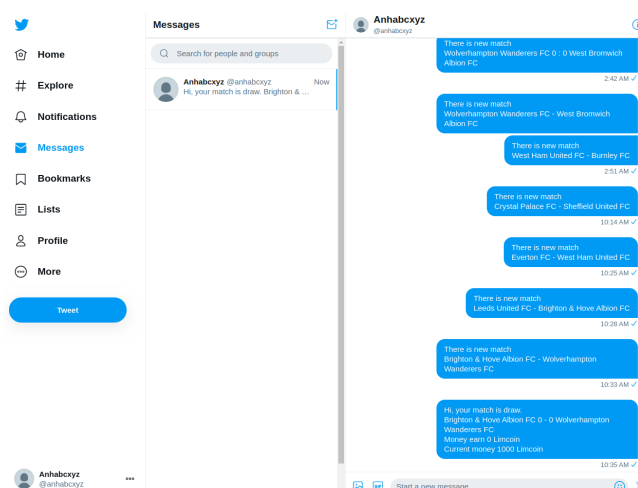 Home
Explore
Notifications
Messages
Bookmarks
Lists
Profile
More
Tweet
Anhabcxyz
@anhabcxyz
Messages
Search for people and groups
Anhabcxyz @anhabcxyz Now
Hi, your match is draw. Brighton & …
Anhabcxyz
@anhabcxyz
There is new match
Wolverhampton Wanderers FC 0 : 0 West Bromwich
Albion FC
2:42 AM
There is new match
Wolverhampton Wanderers FC - West Bromwich
Albion FC
There is new match
West Ham United FC - Burnley FC
2:51 AM
There is new match
Crystal Palace FC - Sheffield United FC
10:14 AM
There is new match
Everton FC - West Ham United FC
10:25 AM
There is new match
Leeds United FC - Brighton & Hove Albion FC
10:28 AM
There is new match
Brighton & Hove Albion FC - Wolverhampton
Wanderers FC
10:33 AM
Hi, your match is draw.
Brighton & Hove Albion FC 0 - 0 Wolverhampton
Wanderers FC
Money earn 0 Limcoin
Current money 1000 Limcoin
10:35 AM
GIF
Start a new message